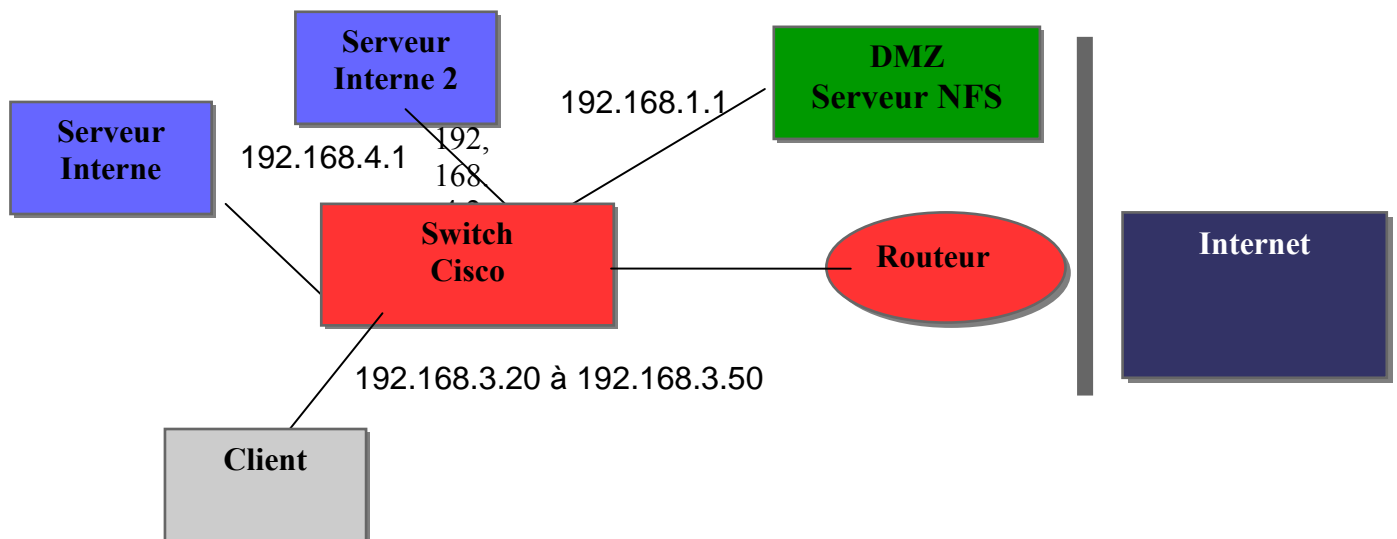 Serveur
Interne 2
DMZ
Serveur NFS
192.168.1.1
Serveur
Interne
192.168.4.1
192,
168.
Switch
Cisco
Routeur
Internet
192.168.3.20 à 192.168.3.50
Client